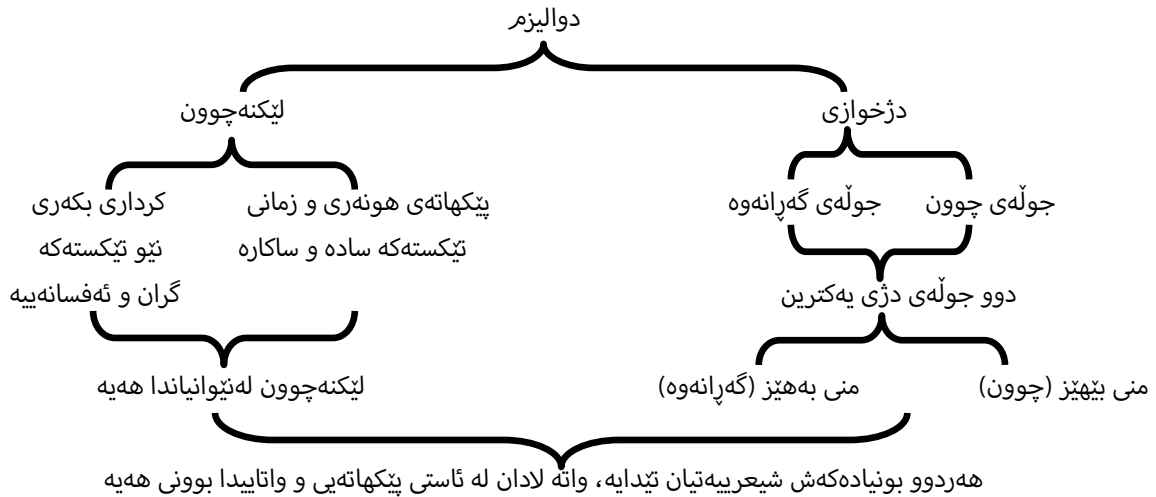 دوالیزم
دژخوازی
لێکنەچوون
جوڵەی چوون
جوڵەی گەڕانەوە
پێکهاتەی هونەری و زمانی
تێکستەکە سادە و ساکارە
کرداری بکەری
نێو تێکستەکە
گران و ئەفسانەییە
دوو جوڵەی دژی یەکترین
منی بێهێز (چوون)
منی بەهێز (گەڕانەوە)
لێکنەچوون لەنێوانیاندا هەیە
هەردوو بونیادەکەش شیعرییەتیان تێدایە، واتە لادان لە ئاستی پێکهاتەیی و واتاییدا بوونی هەیە